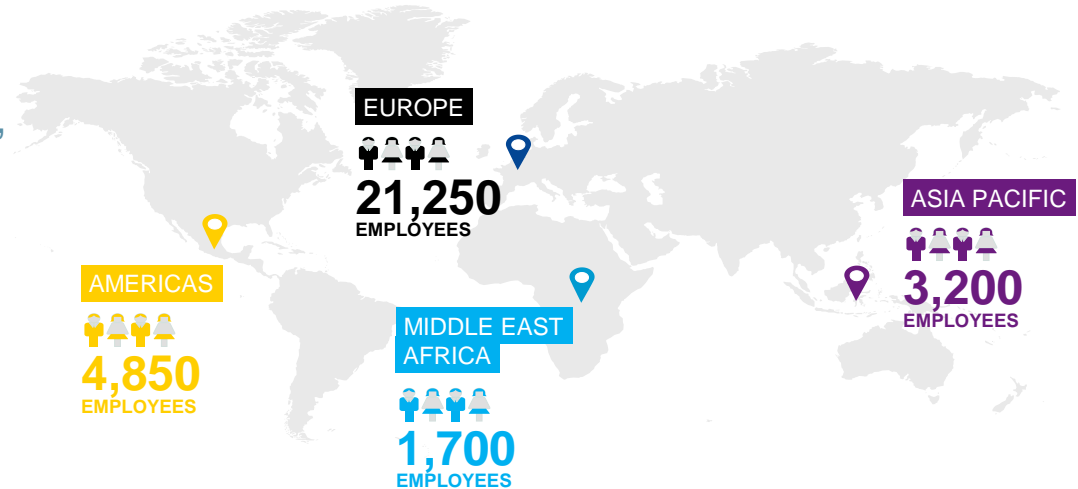 EUROPE
21,250
EMPLOYEES
ASIA PACIFIC
3,200
EMPLOYEES
AMERICAS
4,850
EMPLOYEES
MIDDLE EAST
AFRICA
1,700
EMPLOYEES